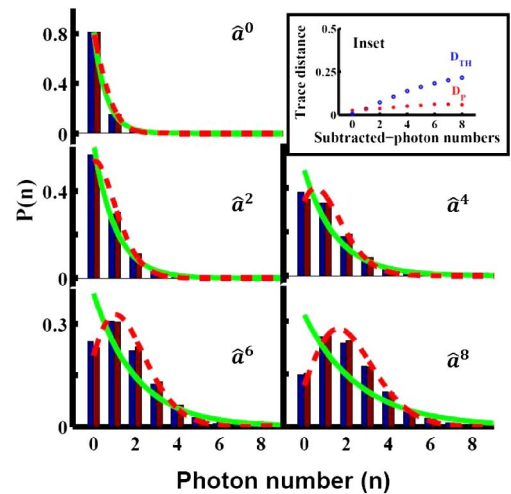 0.8
0.4
0
â⁰
Inset
Trace distance
0.5
0.25
0
D_TH
D_P
0 2 4 6 8
Subtracted−photon numbers
P(n)
0.4
0
â²
â⁴
0.3
0
â⁶
â⁸
0 2 4 6 8
0 2 4 6 8
Photon number (n)